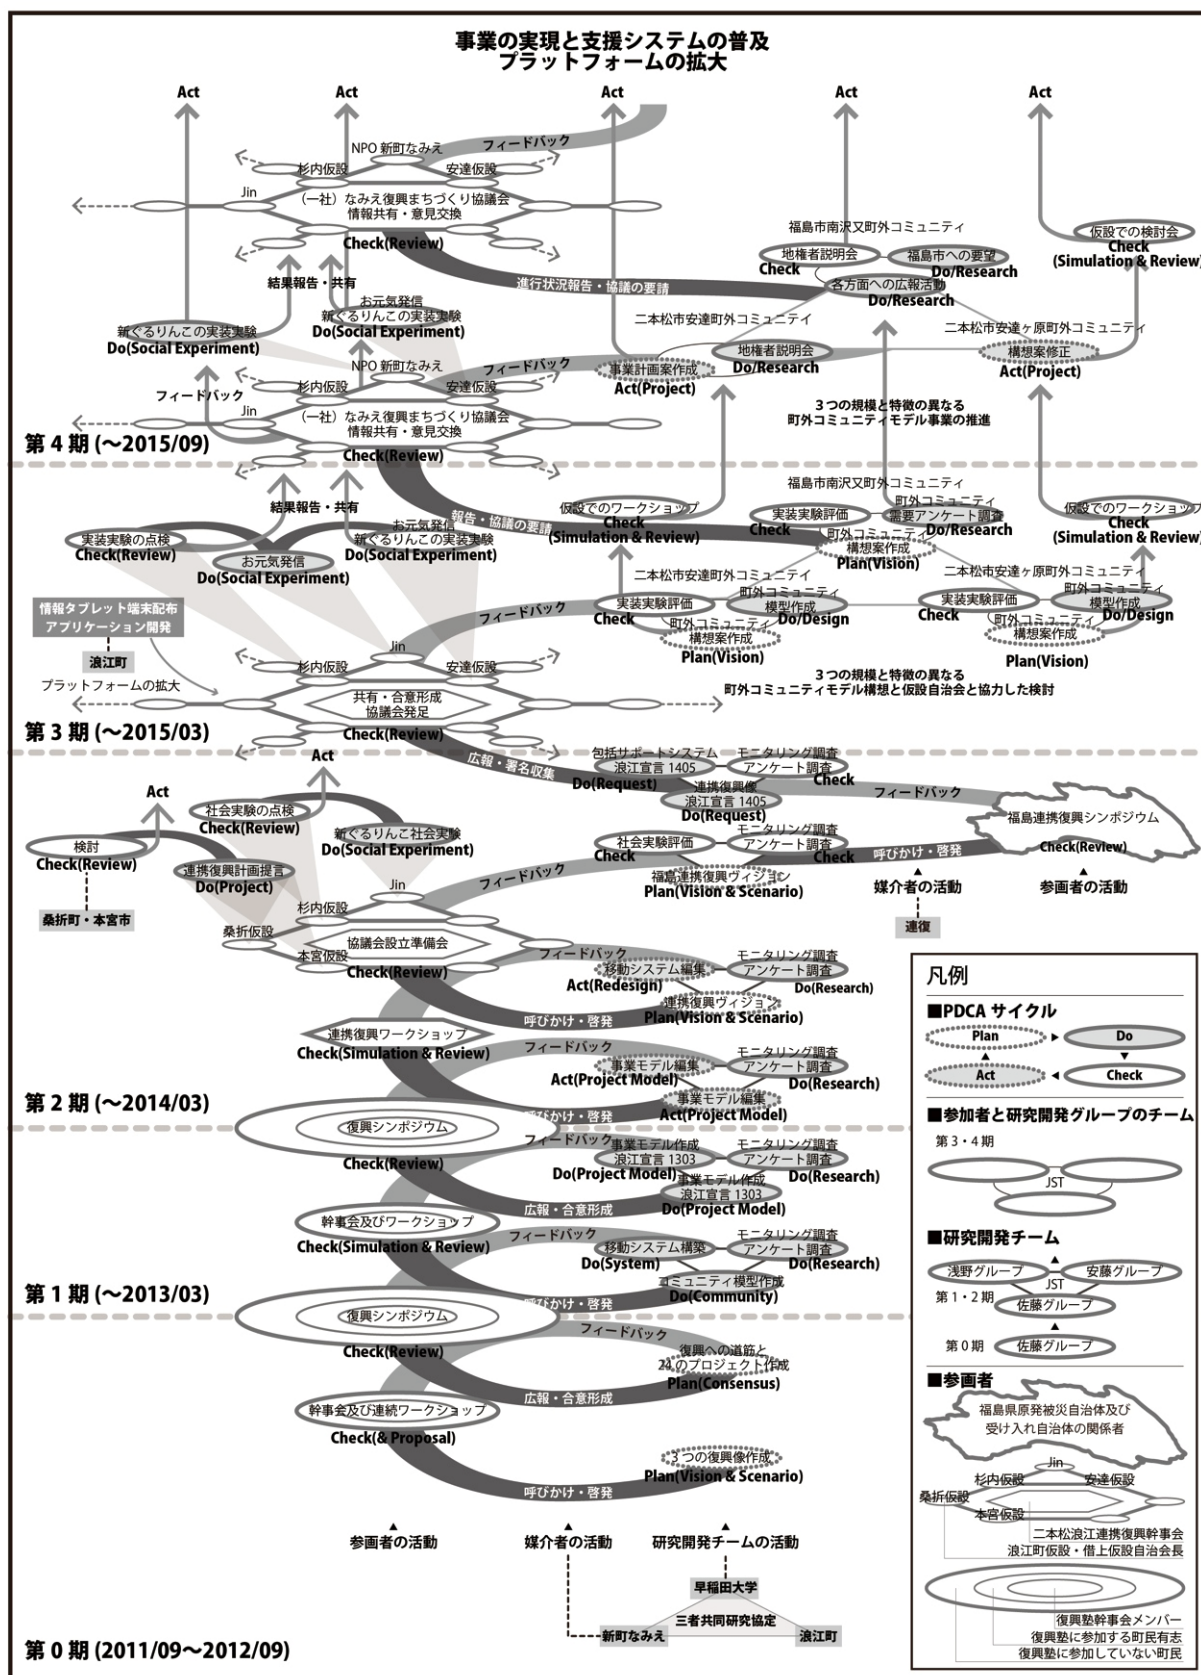 事業の実現と支援システムの普及
プラットフォームの拡大
Act
Act
Act
Act
Act
フィードバック
NPO 新町なみえ
杉内仮設
安達仮設
Jin
（一社）なみえ復興まちづくり協議会
情報共有・意見交換
Check(Review)
福島市南沢又町外コミュニティ
地権者説明会
Check
福島市への要望
Do/Research
仮設での検討会
Check
(Simulation & Review)
進行状況報告・協議の要請
各方面への広報活動
Do/Research
結果報告・共有
お元気発信
新ぐるりんこの実装実験
Do(Social Experiment)
新ぐるりんこの実装実験
Do(Social Experiment)
二本松市安達町外コミュニテイ
二本松市安達ヶ原町外コミュニティ
地権者説明会
Do/Research
構想案修正
Act(Project)
事業計画案作成
Act(Project)
フィードバック
NPO 新町なみえ
杉内仮設
安達仮設
フィードバック
Jin
（一社）なみえ復興まちづくり協議会
情報共有・意見交換
Check(Review)
３つの規模と特徴の異なる
町外コミュニティモデル事業の推進
第 4 期 (～2015/09)
福島市南沢又町外コミュニティ
結果報告・共有
報告・協議の要請
仮設でのワークショップ
Check
(Simulation & Review)
実装実験評価
Check
町外コミュニティ
需要アンケート調査
Do/Research
町外コミュニティ
構想案作成
Plan(Vision)
仮設でのワークショップ
Check
(Simulation & Review)
実装実験の点検
Check(Review)
お元気発信
Do(Social Experiment)
お元気発信
新ぐるりんこの実装実験
Do(Social Experiment)
二本松市安達町外コミュニティ
二本松市安達ヶ原町外コミュニティ
実装実験評価
Check
町外コミュニティ
模型作成
Do/Design
町外コミュニティ
構想案作成
Plan(Vision)
実装実験評価
Check
町外コミュニティ
模型作成
Do/Design
町外コミュニティ
構想案作成
Plan(Vision)
情報タブレット端末配布
アプリケーション開発
浪江町
プラットフォームの拡大
フィードバック
Jin
杉内仮設
安達仮設
共有・合意形成
協議会発足
Check(Review)
３つの規模と特徴の異なる
町外コミュニティモデル構想と仮設自治会と協力した検討
第 3 期 (～2015/03)
広報・署名収集
包括サポートシステム
浪江宣言 1405
Do(Request)
モニタリング調査
アンケート調査
Check
連携復興像
浪江宣言 1405
Do(Request)
フィードバック
福島連携復興シンポジウム
Check(Review)
Act
Act
社会実験の点検
Check(Review)
検討
Check(Review)
新ぐるりんこ社会実験
Do(Social Experiment)
連携復興計画提言
Do(Project)
桑折町・本宮市
社会実験評価
Check
モニタリング調査
アンケート調査
Check
呼びかけ・啓発
福島連携復興ヴィジョン
Plan(Vision & Scenario)
媒介者の活動
参画者の活動
連復
フィードバック
Jin
杉内仮設
桑折仮設
本宮仮設
協議会設立準備会
Check(Review)
フィードバック
移動システム編集
Act(Redesign)
モニタリング調査
アンケート調査
Do(Research)
連携復興ヴィジョン
Plan(Vision & Scenario)
呼びかけ・啓発
連携復興ワークショップ
Check(Simulation & Review)
フィードバック
事業モデル編集
Act(Project Model)
モニタリング調査
アンケート調査
Do(Research)
事業モデル編集
Act(Project Model)
呼びかけ・啓発
第 2 期 (～2014/03)
復興シンポジウム
Check(Review)
フィードバック
事業モデル作成
浪江宣言 1303
Do(Project Model)
モニタリング調査
アンケート調査
Do(Research)
事業モデル作成
浪江宣言 1303
Do(Project Model)
広報・合意形成
幹事会及びワークショップ
Check(Simulation & Review)
フィードバック
移動システム構築
Do(System)
モニタリング調査
アンケート調査
Do(Research)
コミュニティ模型作成
Do(Community)
呼びかけ・啓発
第 1 期 (～2013/03)
復興シンポジウム
Check(Review)
フィードバック
復興への道筋と
24 のプロジェクト作成
Plan(Consensus)
広報・合意形成
幹事会及び連続ワークショップ
Check(& Proposal)
３つの復興像作成
Plan(Vision & Scenario)
呼びかけ・啓発
参画者の活動
媒介者の活動
研究開発チームの活動
早稲田大学
三者共同研究協定
新町なみえ
浪江町
第 0 期 (2011/09～2012/09)
凡例
■PDCA サイクル
Plan
Do
Act
Check
■参加者と研究開発グループのチーム
第 3・4 期
JST
■研究開発チーム
浅野グループ
安藤グループ
JST
第 1・2 期
佐藤グループ
第 0 期
佐藤グループ
■参画者
福島県原発被災自治体及び
受け入れ自治体の関係者
Jin
杉内仮設
安達仮設
桑折仮設
本宮仮設
二本松浪江連携復興幹事会
浪江町仮設・借上仮設自治会長
復興塾幹事会メンバー
復興塾に参加する町民有志
復興塾に参加していない町民